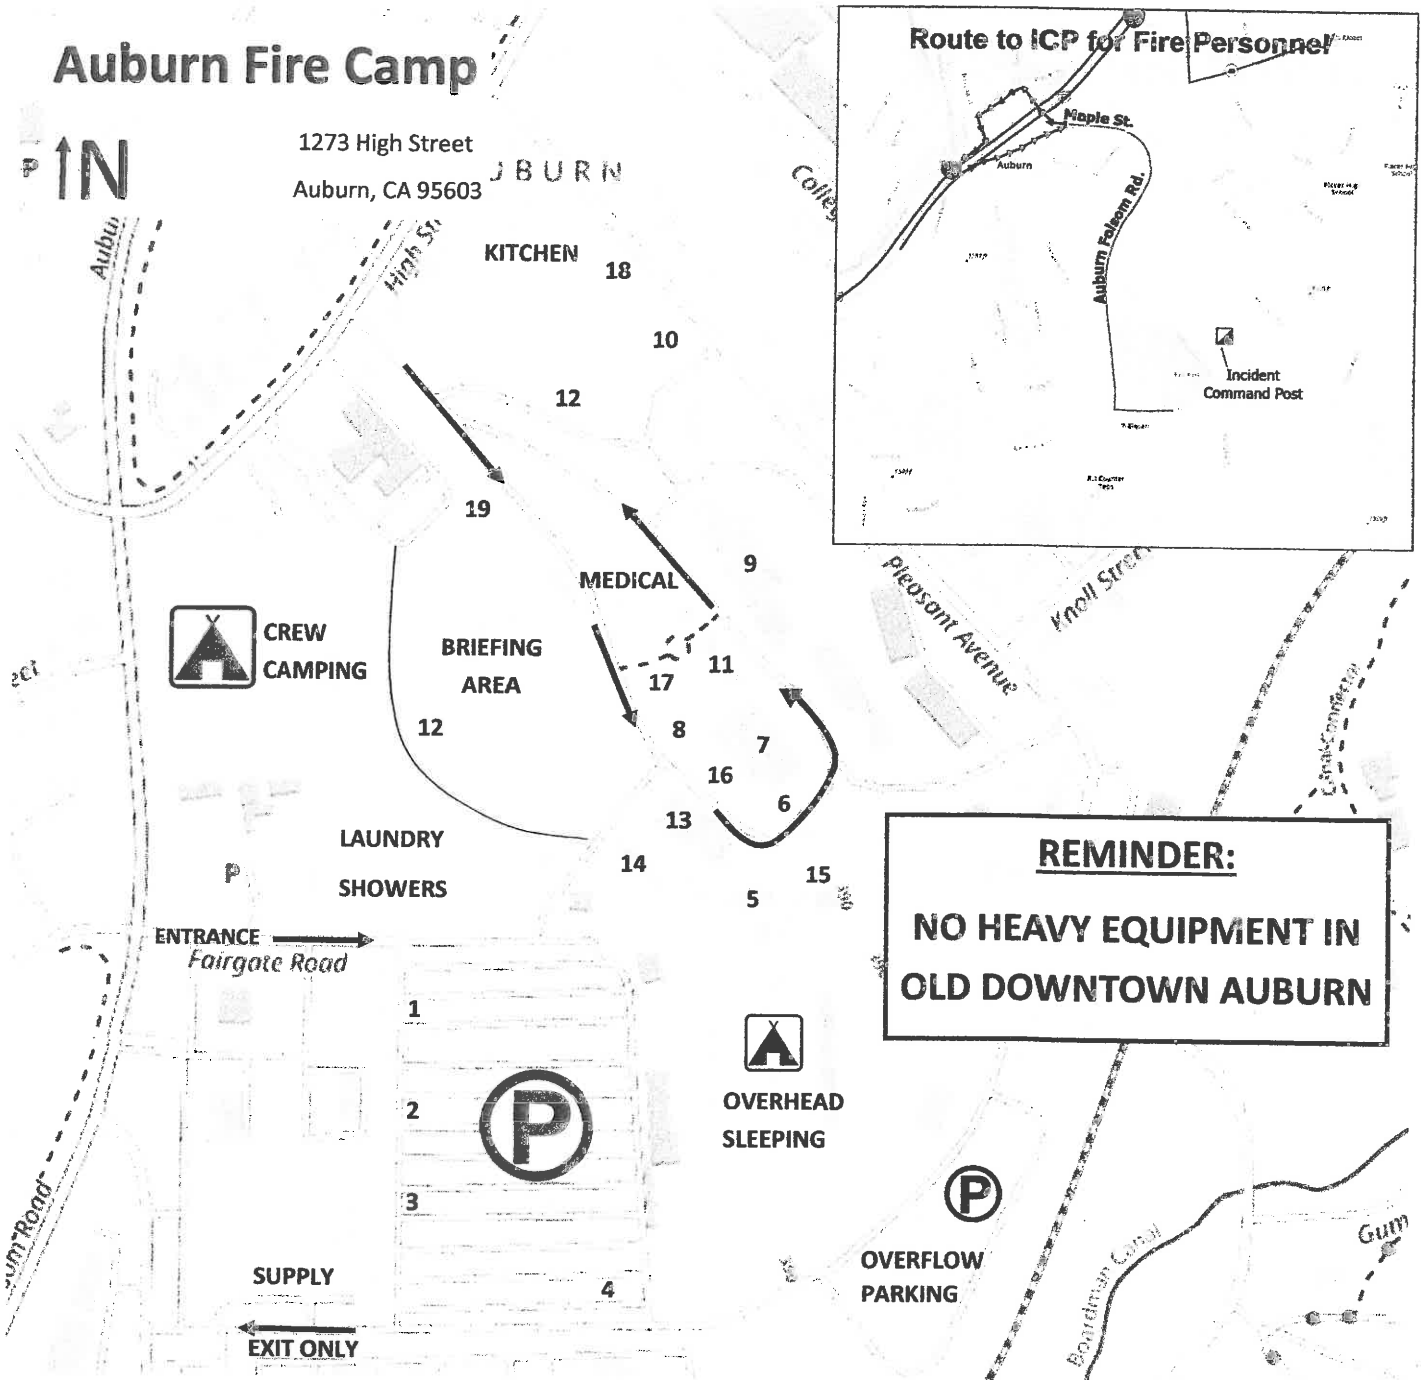 Auburn Fire Camp
N
P
1273 High Street
Auburn, CA 95603
UBURN
High St
KITCHEN
18
10
12
19
MEDICAL
9
CREW
CAMPING
BRIEFING
AREA
17
11
12
8
7
16
6
13
14
15
5
LAUNDRY
SHOWERS
P
ENTRANCE
Fairgate Road
1
P
2
3
4
SUPPLY
EXIT ONLY
OVERHEAD
SLEEPING
P
OVERFLOW
PARKING
Pleasant Avenue
Canal Connector
Boardman Canal
Gum
Route to ICP for Fire Personnel
Maple St.
Auburn
Auburn Folsom Rd.
Incident
Command Post
REMINDER:
NO HEAVY EQUIPMENT IN
OLD DOWNTOWN AUBURN